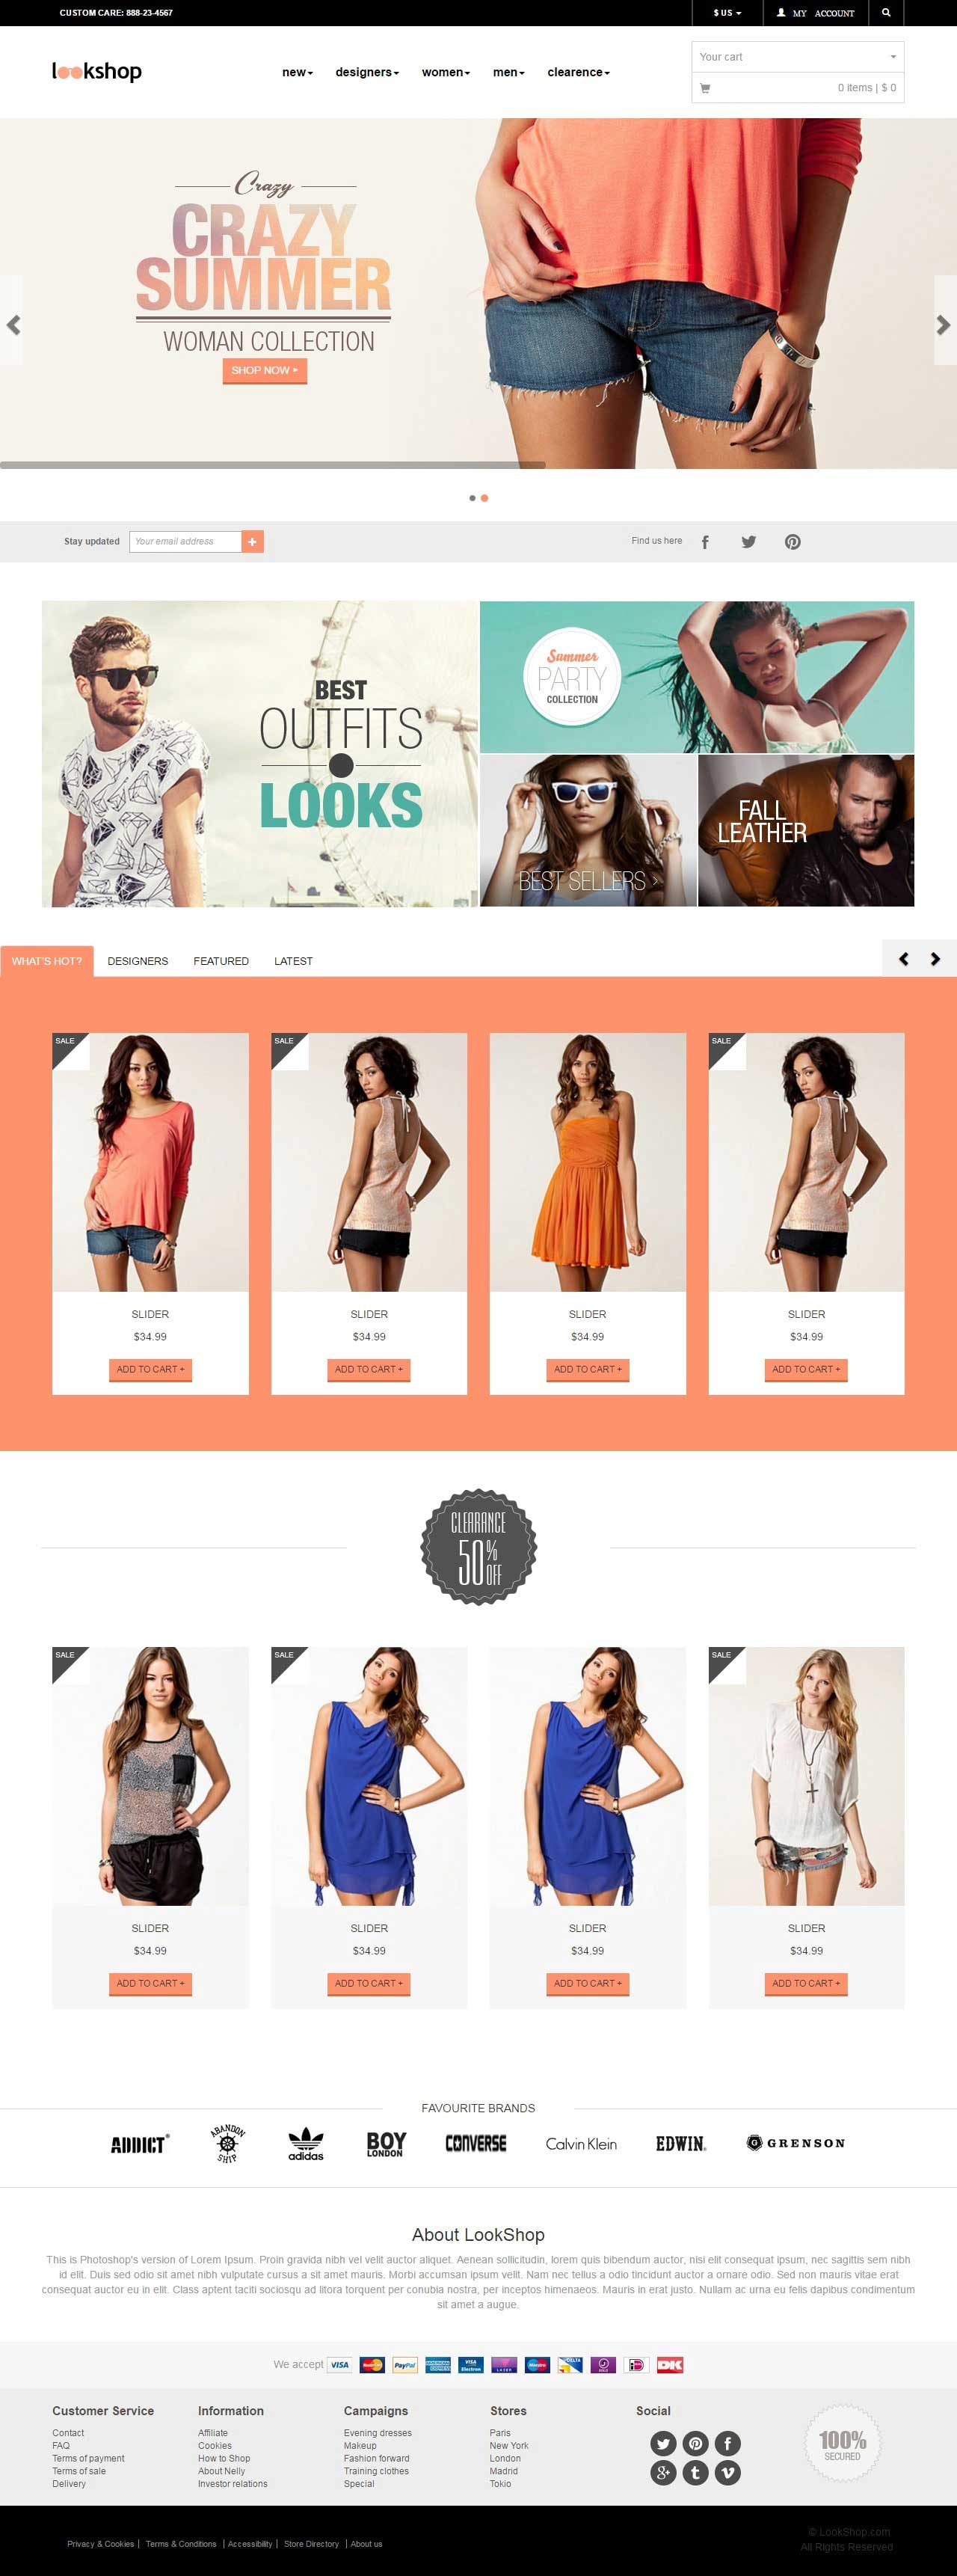 CUSTOM CARE: 888-23-4567
$ US
MY ACCOUNT
lookshop
new
designers
women
men
clearence
Your cart
0 items | $ 0
Crazy
CRAZY
SUMMER
WOMAN COLLECTION
SHOP NOW
Stay updated
Your email address
Find us here
BEST
OUTFITS
LOOKS
Summer
PARTY
COLLECTION
BEST SELLERS >
FALL
LEATHER
WHAT'S HOT?
DESIGNERS
FEATURED
LATEST
SALE
SALE
SALE
SLIDER
SLIDER
SLIDER
SLIDER
$34.99
$34.99
$34.99
$34.99
ADD TO CART +
ADD TO CART +
ADD TO CART +
ADD TO CART +
CLEARANCE
50% OFF
SALE
SALE
SALE
SLIDER
SLIDER
SLIDER
SLIDER
$34.99
$34.99
$34.99
$34.99
ADD TO CART +
ADD TO CART +
ADD TO CART +
ADD TO CART +
FAVOURITE BRANDS
ADDICT
ABANDON SHIP
adidas
BOY LONDON
CONVERSE
Calvin Klein
EDWIN
GRENSON
About LookShop
This is Photoshop's version of Lorem Ipsum. Proin gravida nibh vel velit auctor aliquet. Aenean sollicitudin, lorem quis bibendum auctor, nisi elit consequat ipsum, nec sagittis sem nibh
id elit. Duis sed odio sit amet nibh vulputate cursus a sit amet mauris. Morbi accumsan ipsum velit. Nam nec tellus a odio tincidunt auctor a ornare odio. Sed non mauris vitae erat
consequat auctor eu in elit. Class aptent taciti sociosqu ad litora torquent per conubia nostra, per inceptos himenaeos. Mauris in erat justo. Nullam ac urna eu felis dapibus condimentum
sit amet a augue.
We accept
VISA
MasterCard
PayPal
VISA Electron
LASER
Maestro
DELTA
SOLO
DK
Customer Service
Contact
FAQ
Terms of payment
Terms of sale
Delivery
Information
Affiliate
Cookies
How to Shop
About Nelly
Investor relations
Campaigns
Evening dresses
Makeup
Fashion forward
Training clothes
Special
Stores
Paris
New York
London
Madrid
Tokio
Social
100%
SECURED
Privacy & Cookies | Terms & Conditions | Accessibility | Store Directory | About us
© LookShop.com
All Rights Reserved